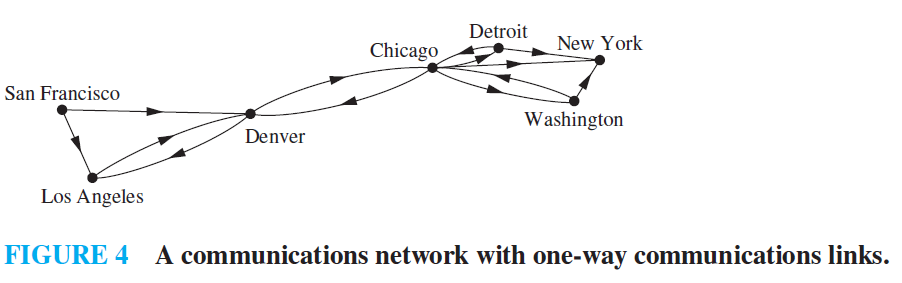 Detroit
New York
Chicago
San Francisco
Washington
Denver
Los Angeles
FIGURE 4 A communications network with one-way communications links.